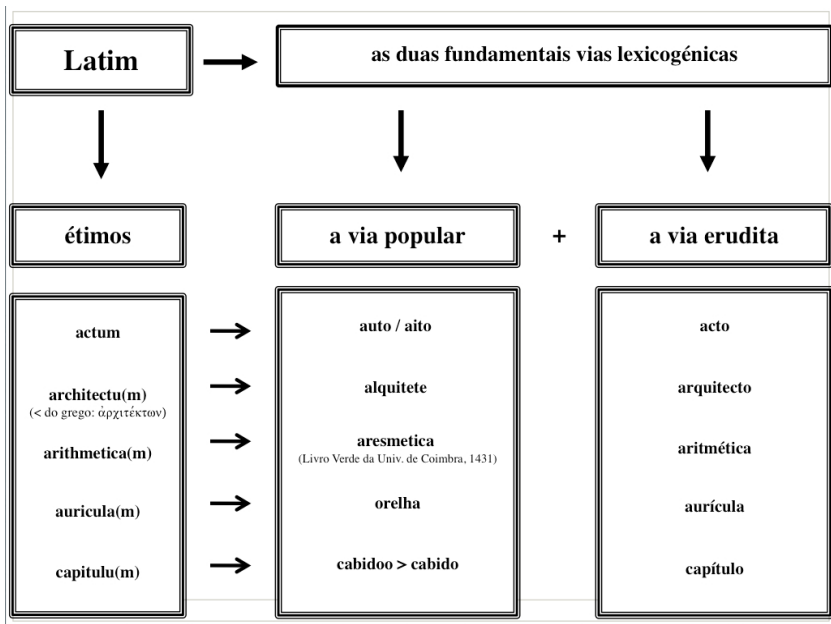 Latim
as duas fundamentais vias lexicogénicas
étimos
a via popular
+
a via erudita
actum
auto / aito
acto
architectu(m)
(< do grego: ἀρχιτέκτων)
alquitete
arquitecto
arithmetica(m)
aresmetica
(Livro Verde da Univ. de Coimbra, 1431)
aritmética
auricula(m)
orelha
aurícula
capitulu(m)
cabidoo > cabido
capítulo